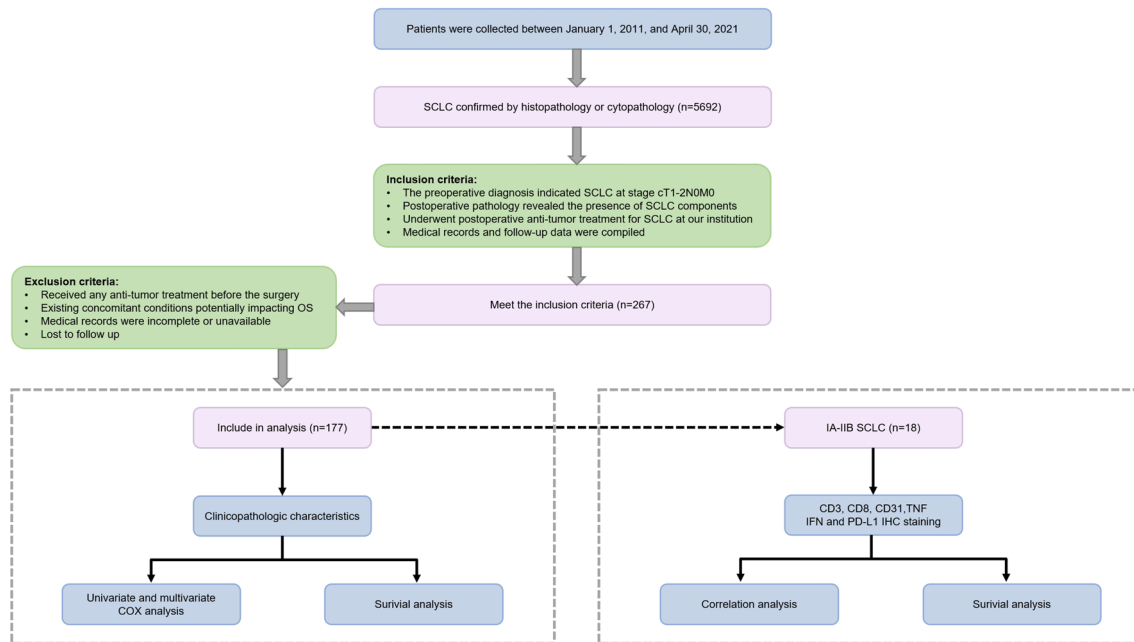 Patients were collected between January 1, 2011, and April 30, 2021
SCLC confirmed by histopathology or cytopathology (n=5692)
Inclusion criteria:
• The preoperative diagnosis indicated SCLC at stage cT1-2N0M0
• Postoperative pathology revealed the presence of SCLC components
• Underwent postoperative anti-tumor treatment for SCLC at our institution
• Medical records and follow-up data were compiled
Exclusion criteria:
• Received any anti-tumor treatment before the surgery
• Existing concomitant conditions potentially impacting OS
• Medical records were incomplete or unavailable
• Lost to follow up
Meet the inclusion criteria (n=267)
Include in analysis (n=177)
IA-IIB SCLC (n=18)
Clinicopathologic characteristics
CD3, CD8, CD31,TNF
IFN and PD-L1 IHC staining
Univariate and multivariate
COX analysis
Surivial analysis
Correlation analysis
Surivial analysis